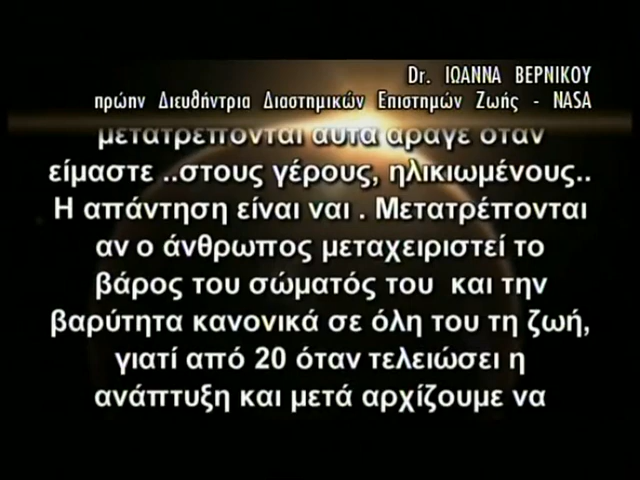 Dr. ΙΩΑΝΝΑ ΒΕΡΝΙΚΟΥ
πρώην Διευθήντρια Διαστημικών Επιστημών Ζωής - NASA
μετατρέπονται αυτά άραγε όταν
είμαστε ..στους γέρους, ηλικιωμένους..
Η απάντηση είναι ναι . Μετατρέπονται
αν ο άνθρωπος μεταχειριστεί το
βάρος του σώματός του και την
βαρύτητα κανονικά σε όλη του τη ζωή,
γιατί από 20 όταν τελειώσει η
ανάπτυξη και μετά αρχίζουμε να